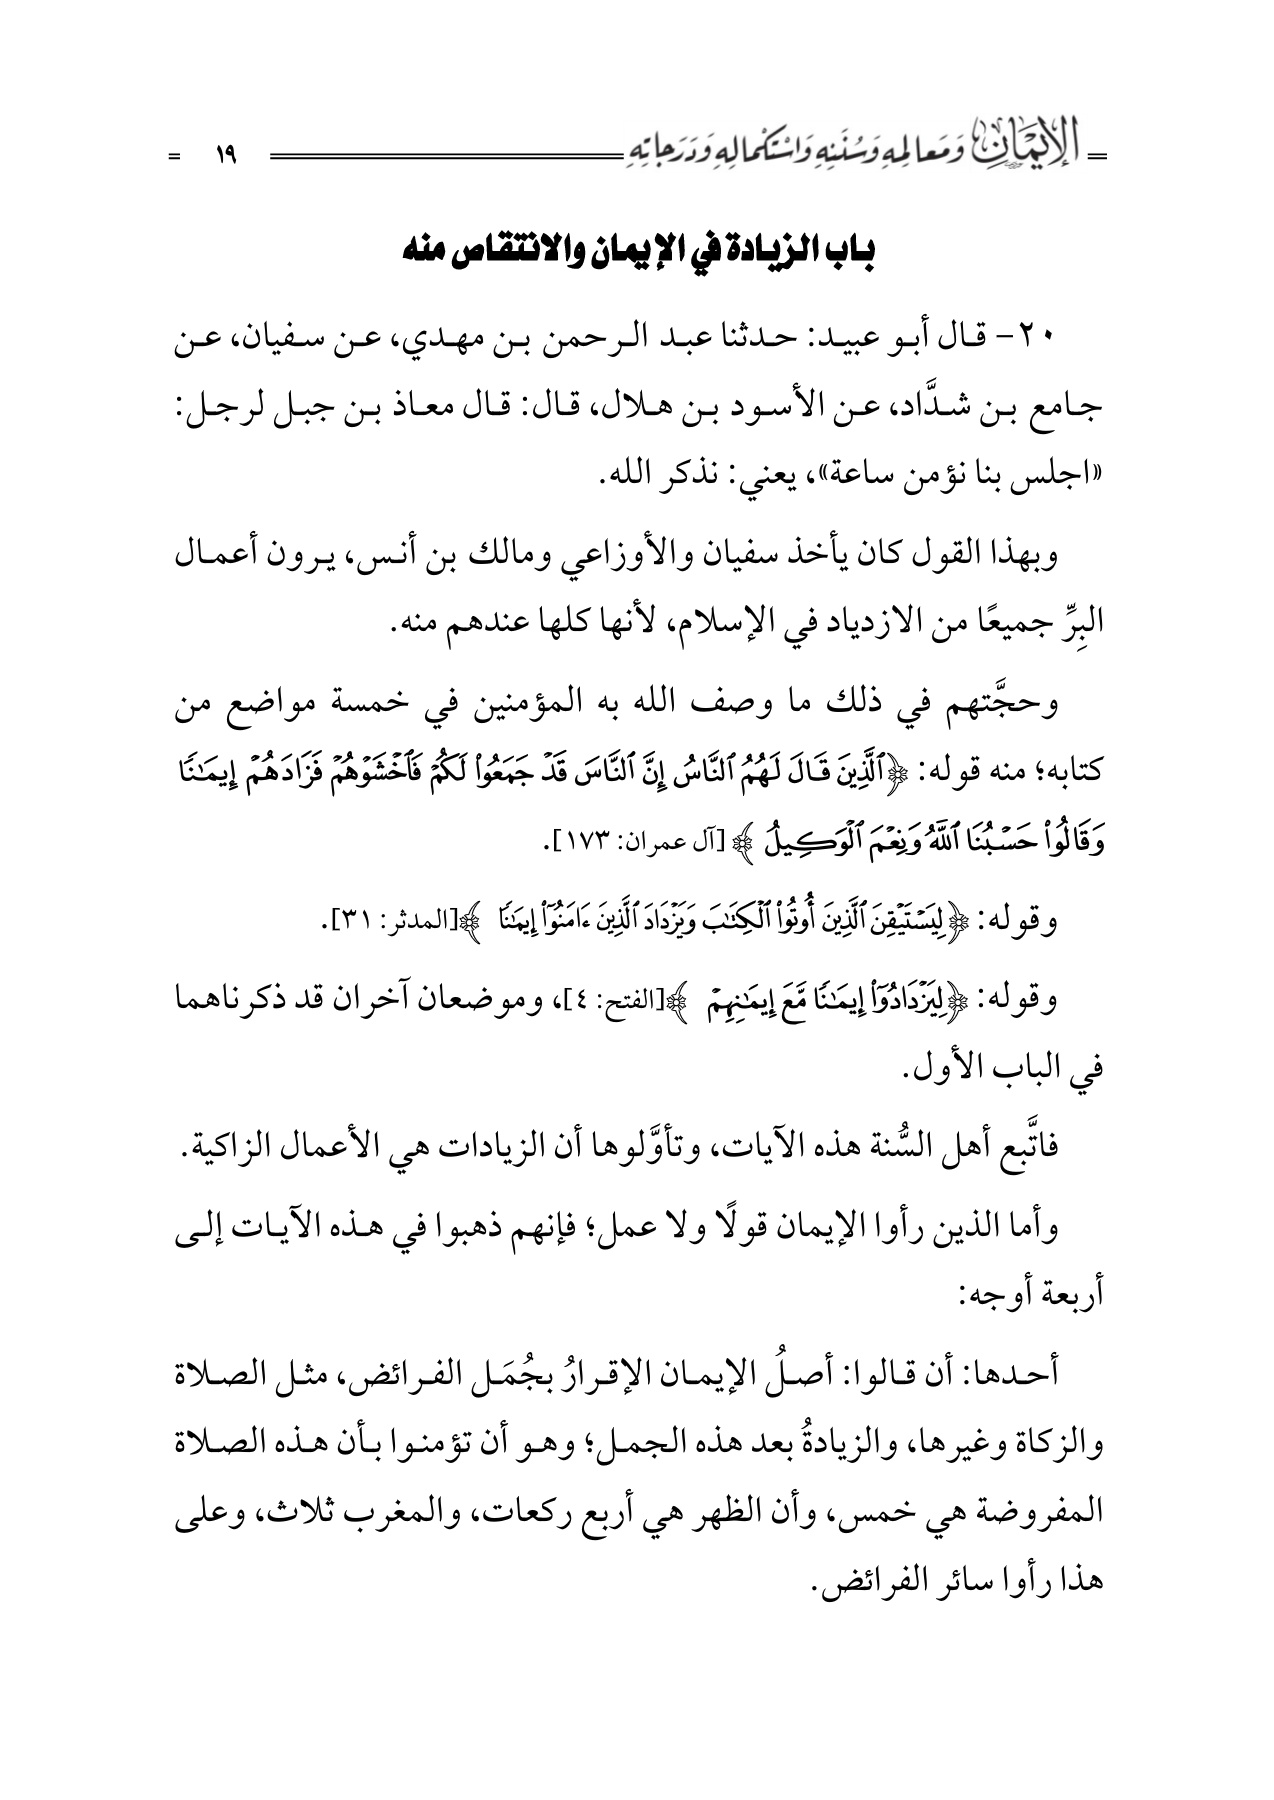 الإيمان ومعالمه وسننه واستكماله ودرجاته ١٩
باب الزيادة في الإيمان والانتقاص منه
٢٠- قال أبو عبيد: حدثنا عبد الرحمن بن مهدي، عن سفيان، عن
جامع بن شدَّاد، عن الأسود بن هلال، قال: قال معاذ بن جبل لرجل:
«اجلس بنا نؤمن ساعة»، يعني: نذكر الله.
وبهذا القول كان يأخذ سفيان والأوزاعي ومالك بن أنس، يرون أعمال
البِرِّ جميعًا من الازدياد في الإسلام، لأنها كلها عندهم منه.
وحجَّتهم في ذلك ما وصف الله به المؤمنين في خمسة مواضع من
كتابه؛ منه قوله: ﴿ٱلَّذِينَ قَالَ لَهُمُ ٱلنَّاسُ إِنَّ ٱلنَّاسَ قَدۡ جَمَعُواْ لَكُمۡ فَٱخۡشَوۡهُمۡ فَزَادَهُمۡ إِيمَٰنٗا
وَقَالُواْ حَسۡبُنَا ٱللَّهُ وَنِعۡمَ ٱلۡوَكِيلُ﴾ [آل عمران: ١٧٣].
وقوله: ﴿لِيَسۡتَيۡقِنَ ٱلَّذِينَ أُوتُواْ ٱلۡكِتَٰبَ وَيَزۡدَادَ ٱلَّذِينَ ءَامَنُوٓاْ إِيمَٰنٗا﴾[المدثر: ٣١].
وقوله: ﴿لِيَزۡدَادُوٓاْ إِيمَٰنٗا مَّعَ إِيمَٰنِهِمۡ﴾[الفتح: ٤]، وموضعان آخران قد ذكرناهما
في الباب الأول.
فاتَّبع أهل السُّنة هذه الآيات، وتأوَّلوها أن الزيادات هي الأعمال الزاكية.
وأما الذين رأوا الإيمان قولًا ولا عمل؛ فإنهم ذهبوا في هذه الآيات إلى
أربعة أوجه:
أحدها: أن قالوا: أصلُ الإيمان الإقرارُ بجُمَل الفرائض، مثل الصلاة
والزكاة وغيرها، والزيادةُ بعد هذه الجمل؛ وهو أن تؤمنوا بأن هذه الصلاة
المفروضة هي خمس، وأن الظهر هي أربع ركعات، والمغرب ثلاث، وعلى
هذا رأوا سائر الفرائض.